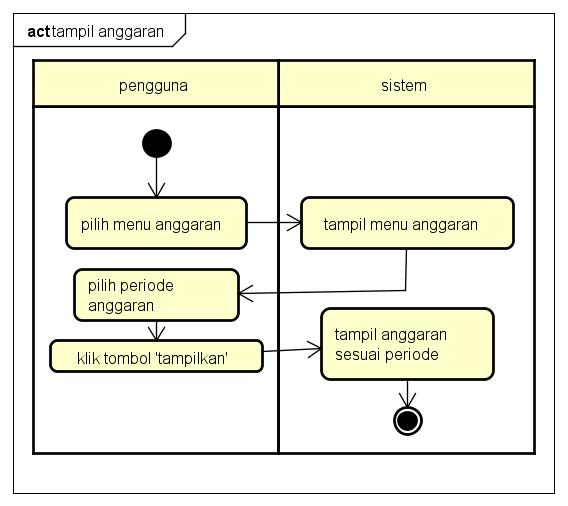 act tampil anggaran
pengguna
sistem
pilih menu anggaran
tampil menu anggaran
pilih periode
anggaran
klik tombol 'tampilkan'
tampil anggaran
sesuai periode